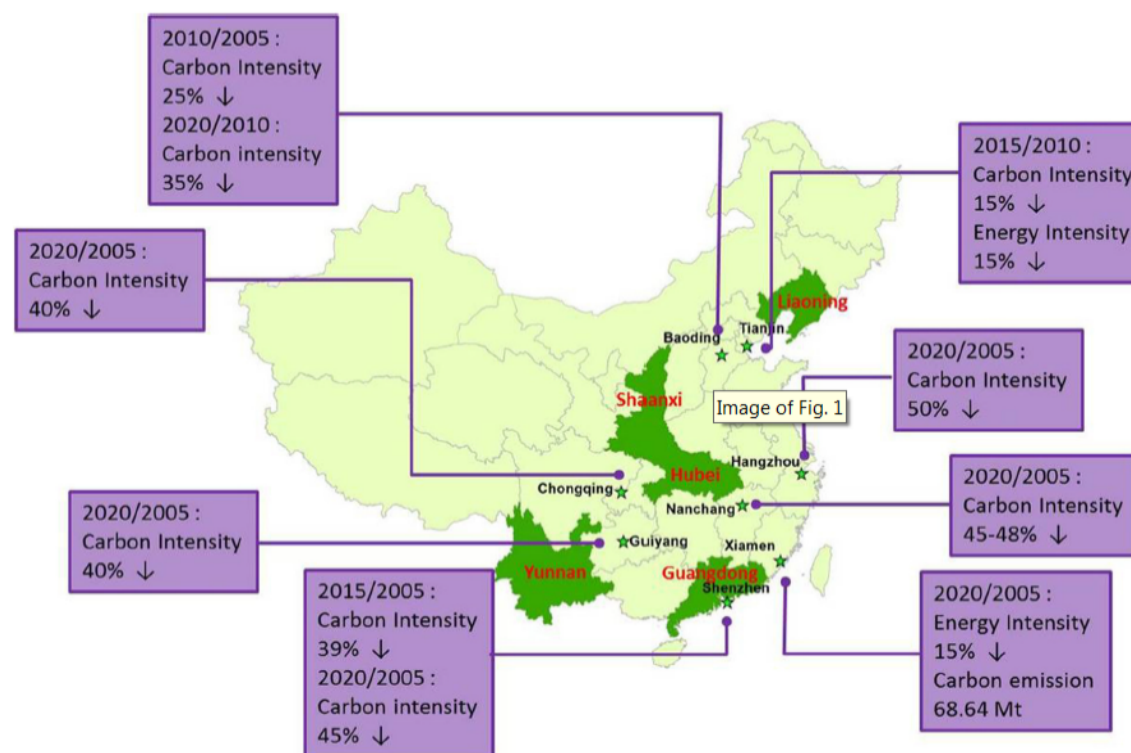 2010/2005 :
Carbon Intensity
25% ↓
2020/2010 :
Carbon intensity
35% ↓
2015/2010 :
Carbon Intensity
15% ↓
Energy Intensity
15% ↓
2020/2005 :
Carbon Intensity
40% ↓
Liaoning
Baoding
Tianjin
2020/2005 :
Carbon Intensity
50% ↓
Shaanxi
Image of Fig. 1
Hangzhou
Hubei
Chongqing
Nanchang
2020/2005 :
Carbon Intensity
45-48% ↓
2020/2005 :
Carbon Intensity
40% ↓
Guiyang
Xiamen
Yunnan
Guangdong
Shenzhen
2015/2005 :
Carbon Intensity
39% ↓
2020/2005 :
Carbon intensity
45% ↓
2020/2005 :
Energy Intensity
15% ↓
Carbon emission
68.64 Mt